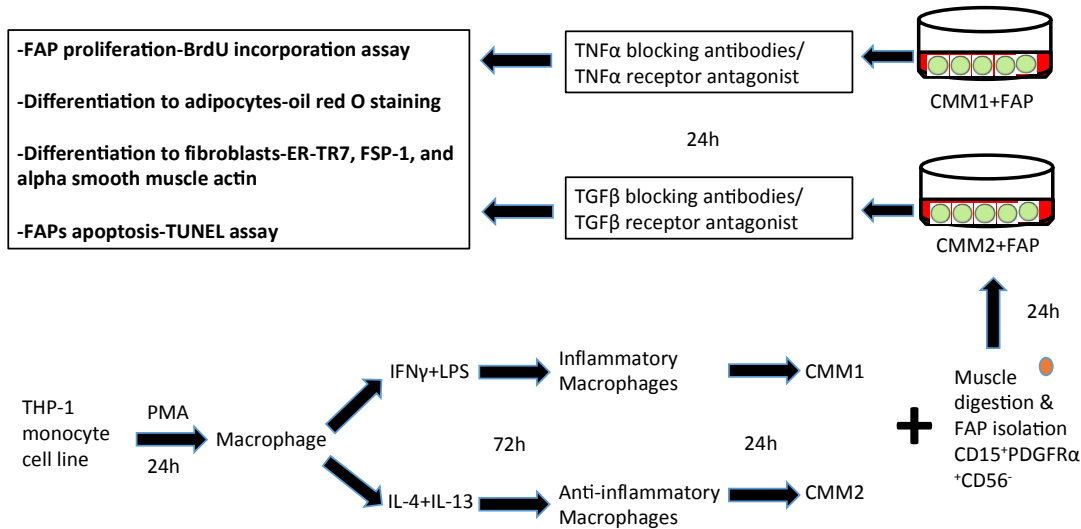 -FAP proliferation-BrdU incorporation assay
-Differentiation to adipocytes-oil red O staining
-Differentiation to fibroblasts-ER-TR7, FSP-1, and
alpha smooth muscle actin
-FAPs apoptosis-TUNEL assay
TNFα blocking antibodies/
TNFα receptor antagonist
CMM1+FAP
24h
TGFβ blocking antibodies/
TGFβ receptor antagonist
CMM2+FAP
24h
THP-1
monocyte
cell line
PMA
24h
Macrophage
IFNγ+LPS
IL-4+IL-13
72h
Inflammatory
Macrophages
Anti-inflammatory
Macrophages
24h
CMM1
CMM2
+
Muscle
digestion &
FAP isolation
CD15⁺PDGFRα
⁺CD56⁻